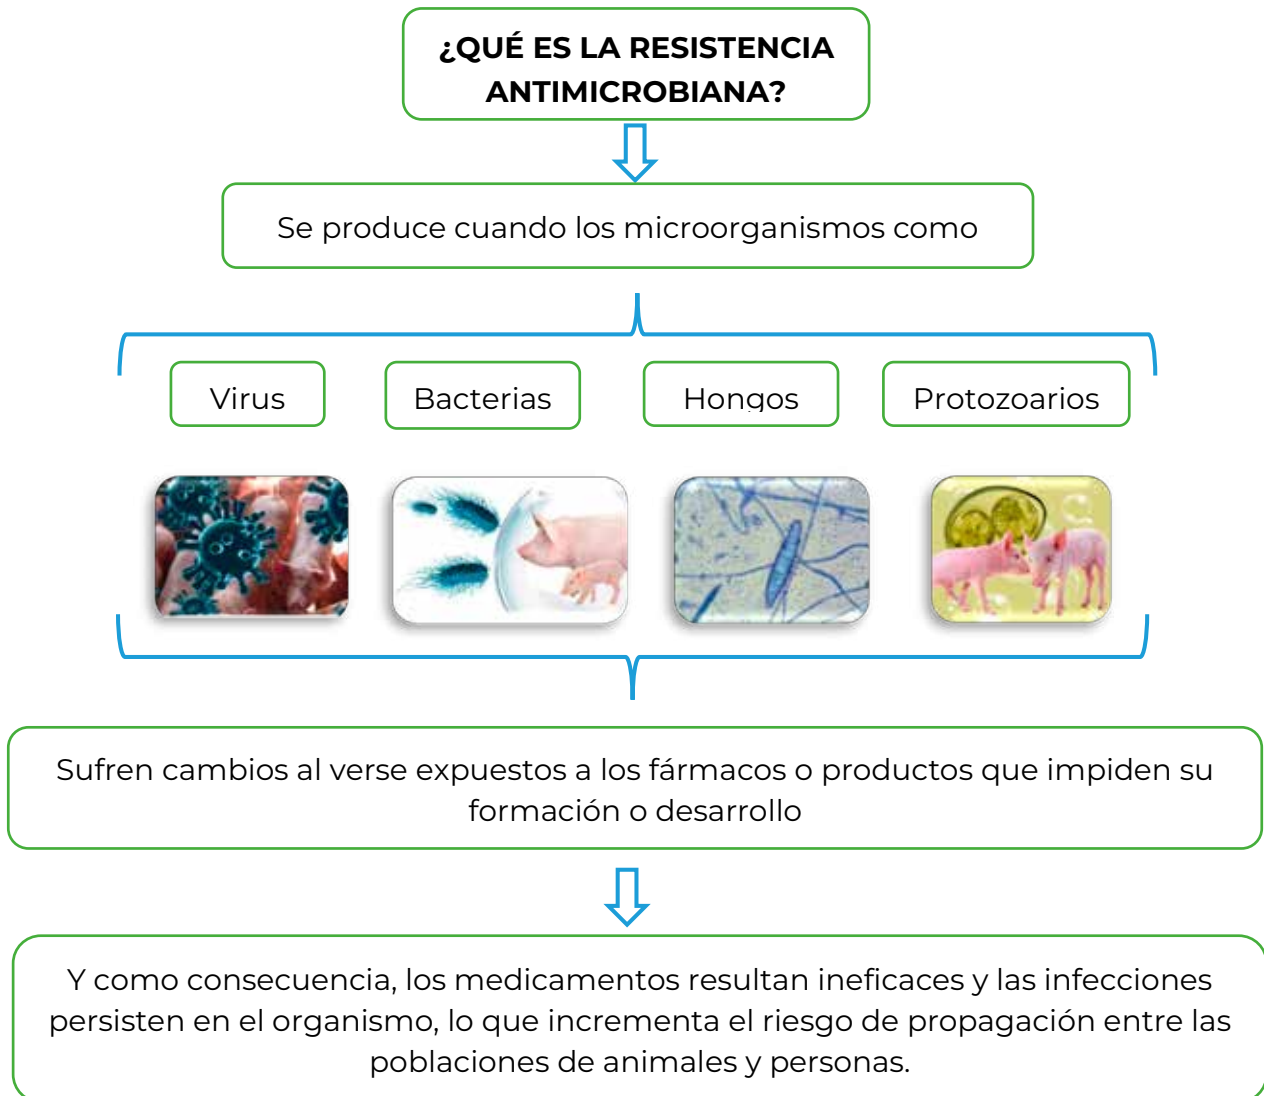 ¿QUÉ ES LA RESISTENCIA
ANTIMICROBIANA?
Se produce cuando los microorganismos como
Virus
Bacterias
Hongos
Protozoarios
Sufren cambios al verse expuestos a los fármacos o productos que impiden su
formación o desarrollo
Y como consecuencia, los medicamentos resultan ineficaces y las infecciones
persisten en el organismo, lo que incrementa el riesgo de propagación entre las
poblaciones de animales y personas.